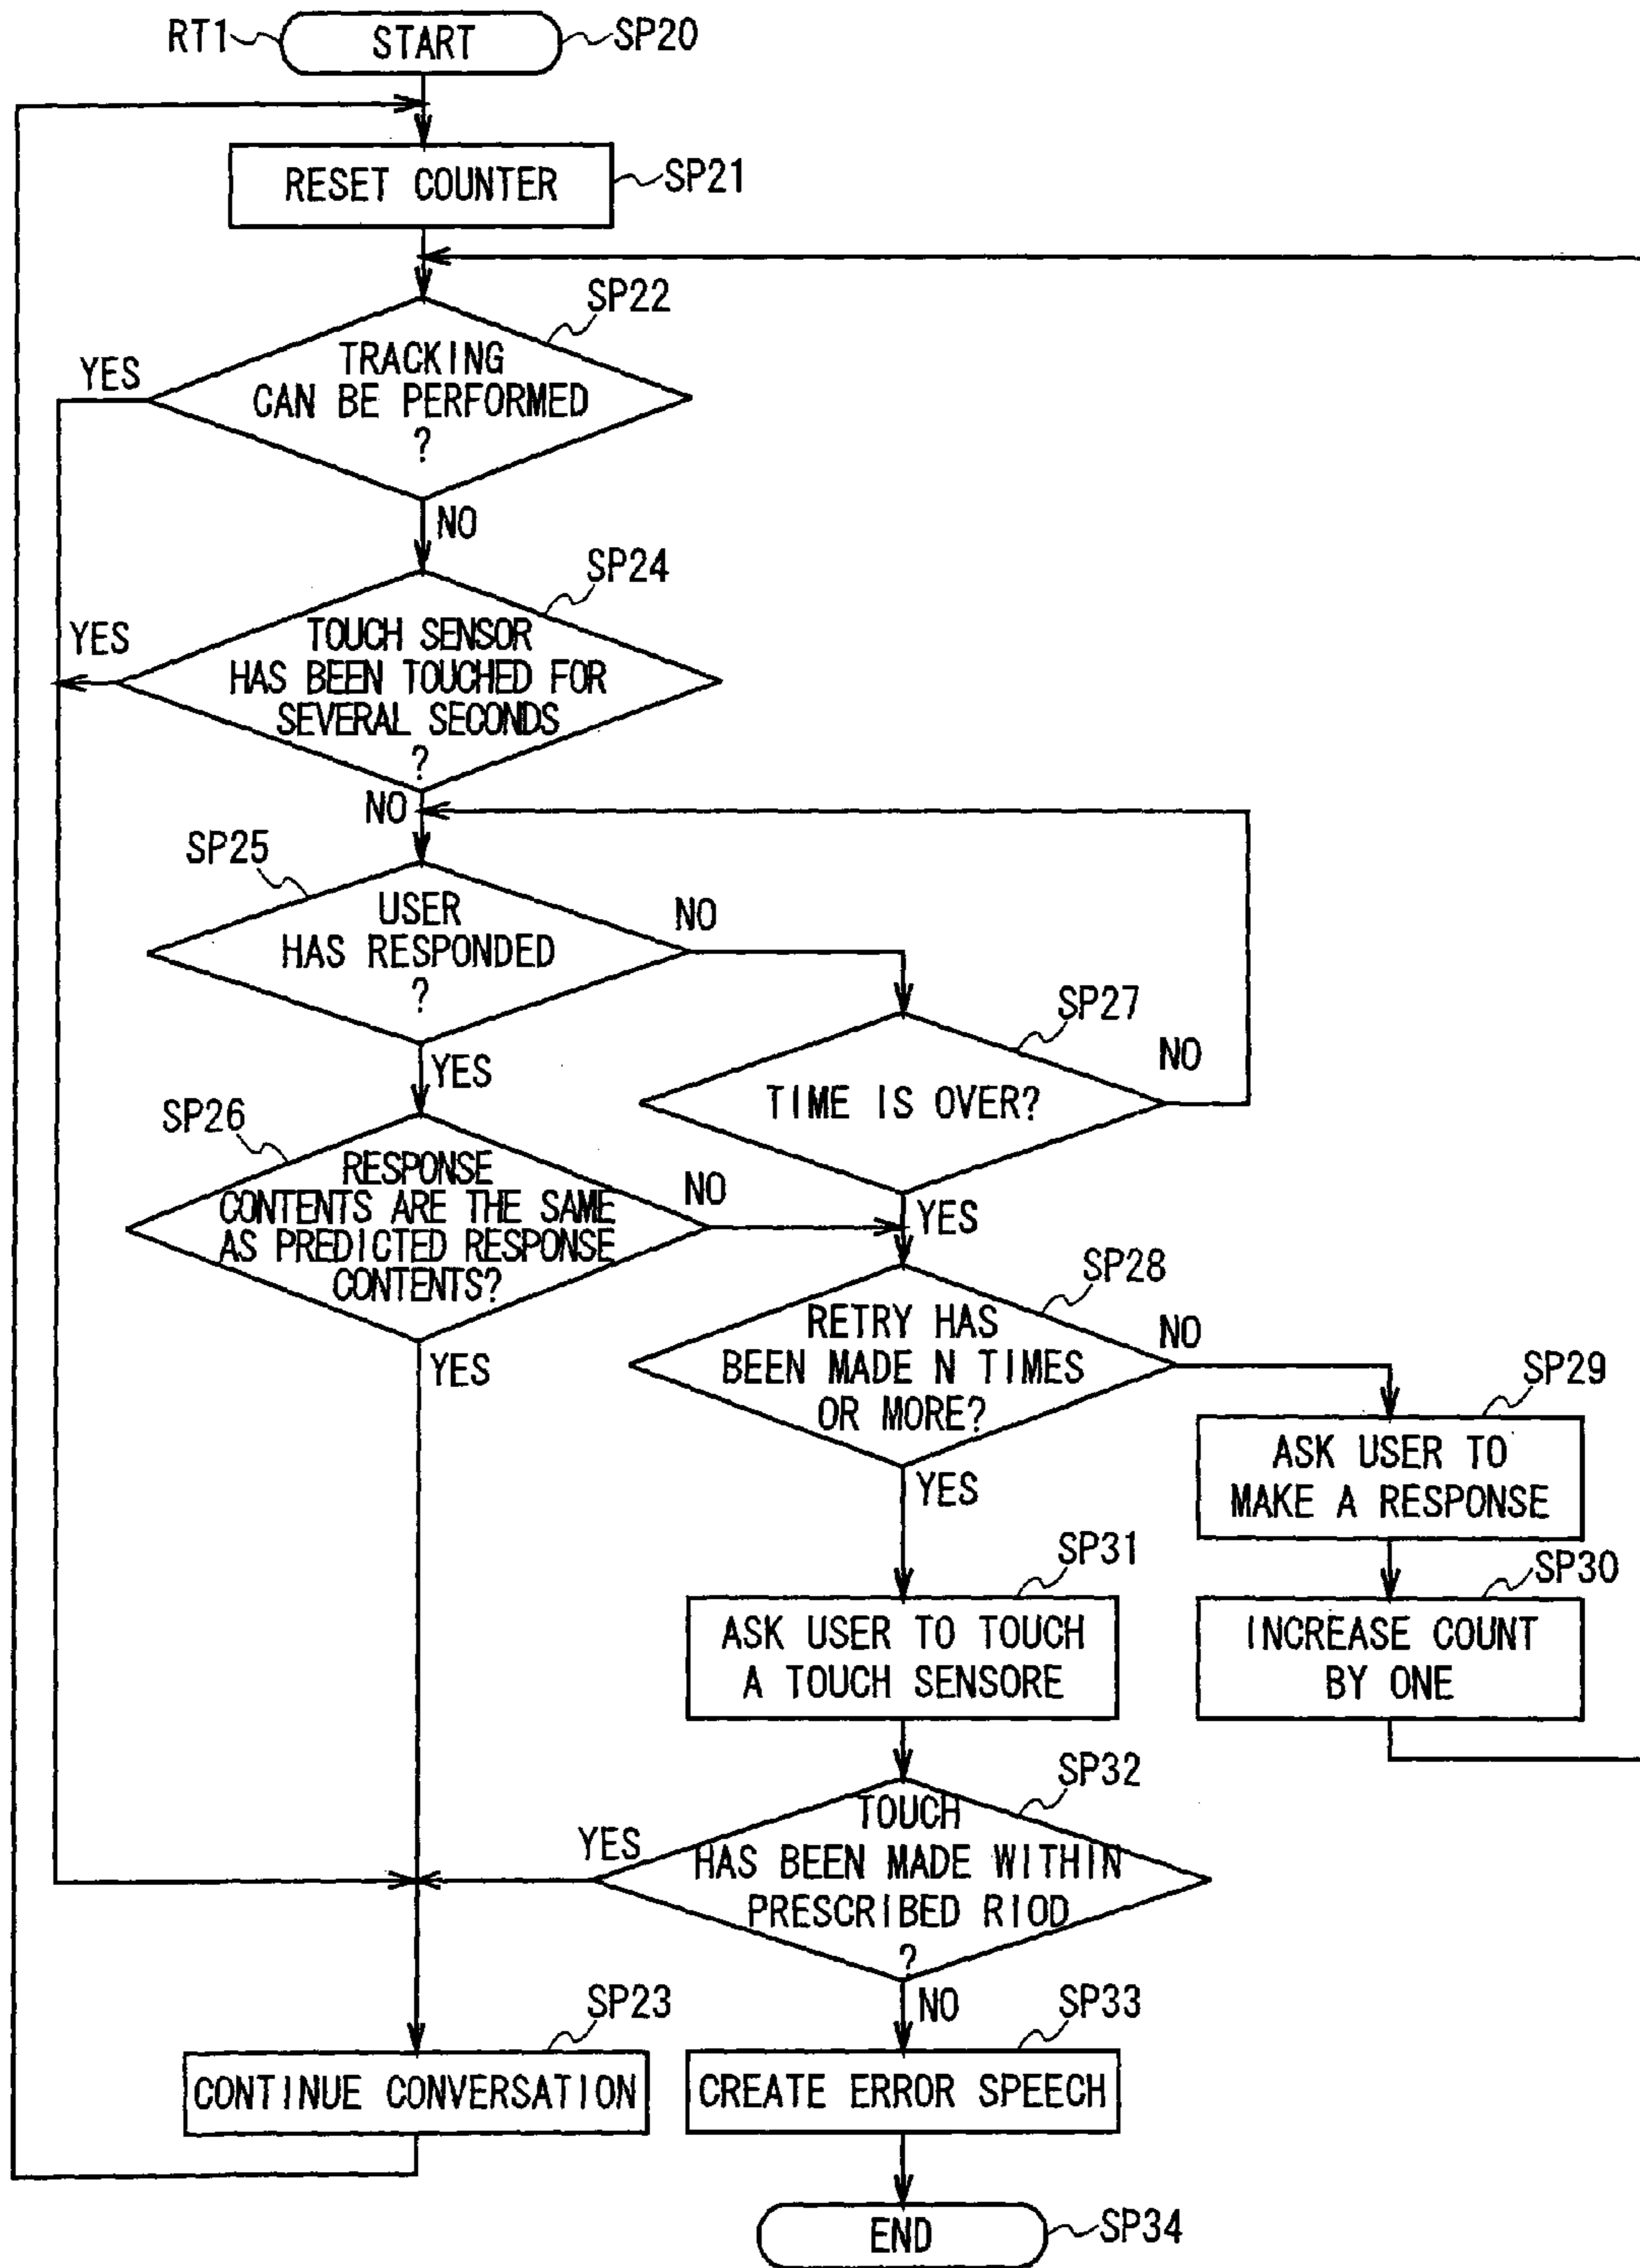 RT1
START
SP20
RESET COUNTER
SP21
SP22
TRACKING
CAN BE PERFORMED
?
YES
NO
SP24
TOUCH SENSOR
HAS BEEN TOUCHED FOR
SEVERAL SECONDS
?
YES
NO
SP25
USER
HAS RESPONDED
?
NO
YES
SP27
TIME IS OVER?
NO
YES
SP26
RESPONSE
CONTENTS ARE THE SAME
AS PREDICTED RESPONSE
CONTENTS?
NO
YES
SP28
RETRY HAS
BEEN MADE N TIMES
OR MORE?
NO
YES
SP29
ASK USER TO
MAKE A RESPONSE
SP30
INCREASE COUNT
BY ONE
SP31
ASK USER TO TOUCH
A TOUCH SENSORE
SP32
TOUCH
HAS BEEN MADE WITHIN
PRESCRIBED RIOD
?
YES
NO
SP23
CONTINUE CONVERSATION
SP33
CREATE ERROR SPEECH
END
SP34